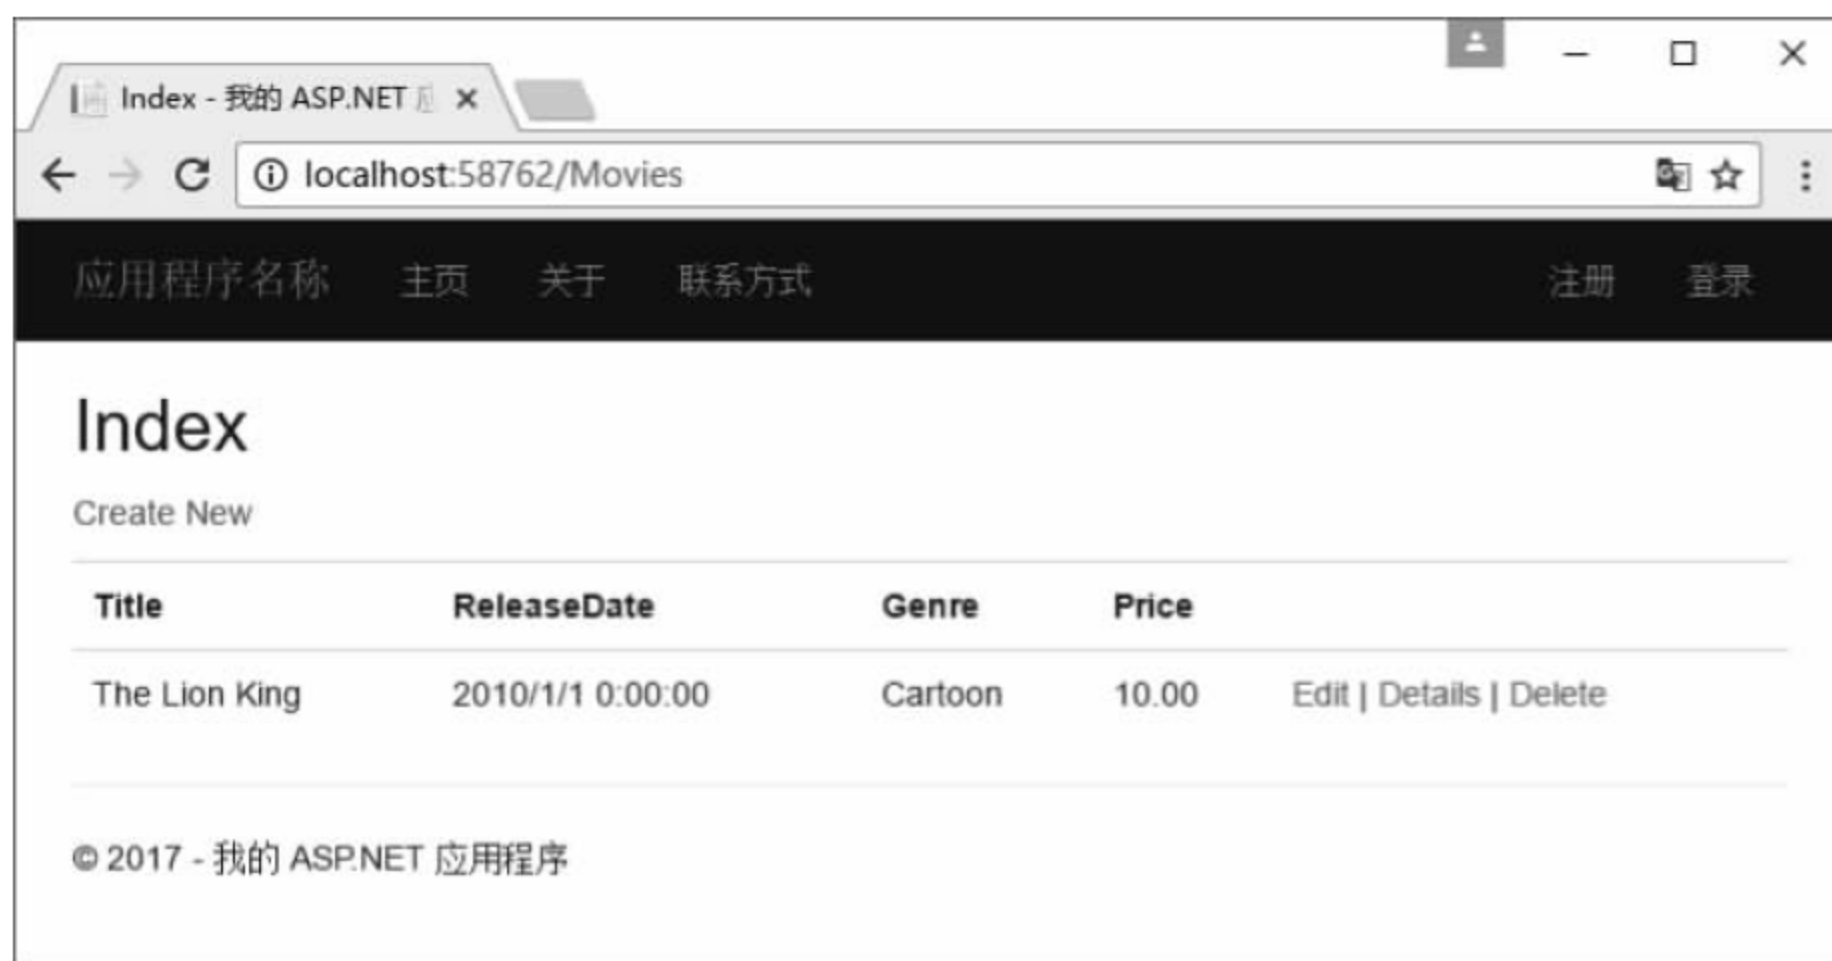 Index - 我的 ASP.NET
localhost:58762/Movies
应用程序名称 主页 关于 联系方式 注册 登录
Index
Create New
Title ReleaseDate Genre Price
The Lion King 2010/1/1 0:00:00 Cartoon 10.00 Edit | Details | Delete
© 2017 - 我的 ASP.NET 应用程序